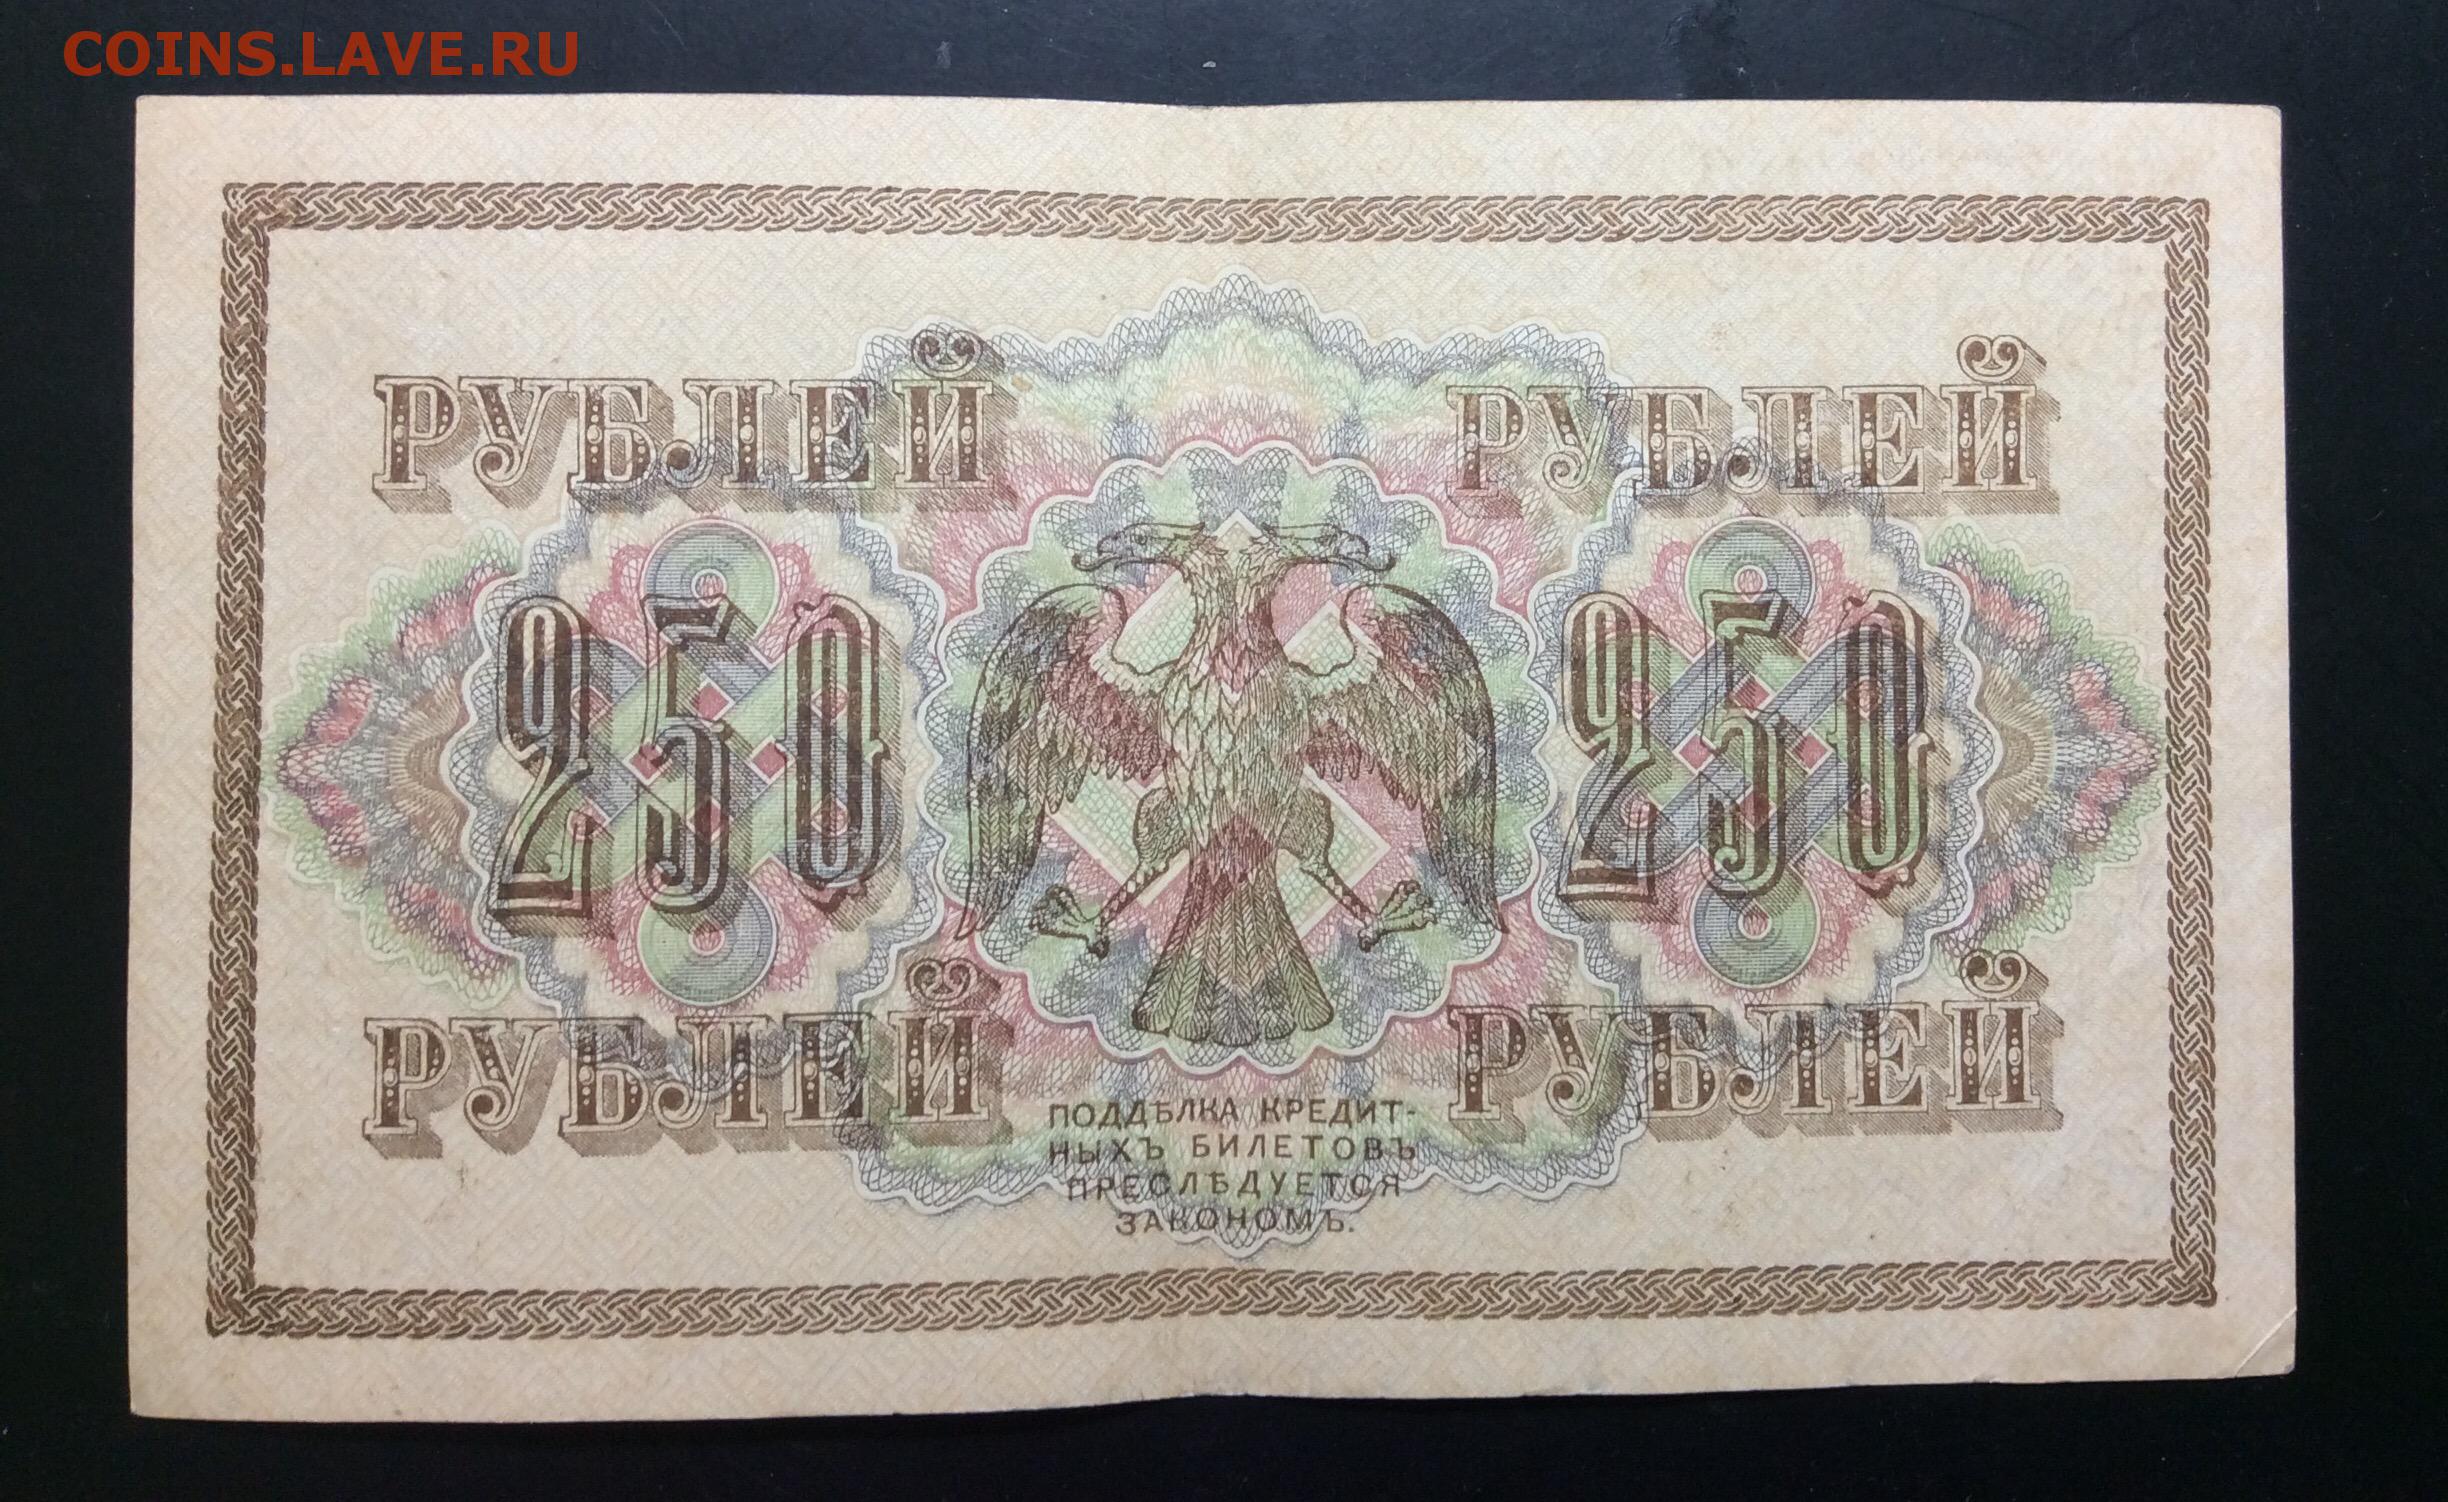 COINS.LAVE.RU
РУБЛЕЙ РУБЛЕЙ
250 250
РУБЛЕЙ РУБЛЕЙ
ПОДДѢЛКА КРЕДИТ-
НЫХЪ БИЛЕТОВЪ
ПРЕСЛѢДУЕТСЯ
ЗАКОНОМЪ.